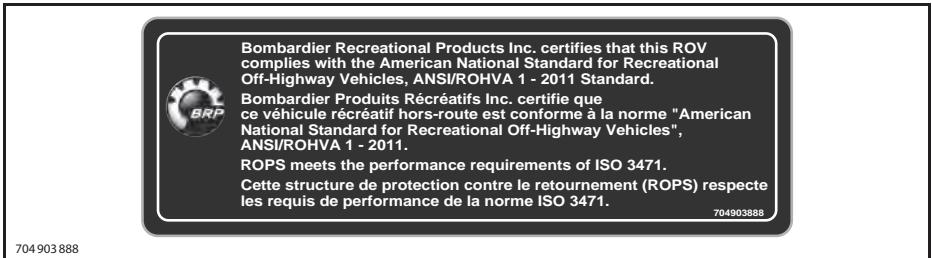 Bombardier Recreational Products Inc. certifies that this ROV
complies with the American National Standard for Recreational
Off-Highway Vehicles, ANSI/ROHVA 1 - 2011 Standard.
Bombardier Produits Récréatifs Inc. certifie que
ce véhicule récréatif hors-route est conforme à la norme "American
National Standard for Recreational Off-Highway Vehicles",
ANSI/ROHVA 1 - 2011.
BRP
ROPS meets the performance requirements of ISO 3471.
Cette structure de protection contre le retournement (ROPS) respecte
les requis de performance de la norme ISO 3471.
704903888
704 903 888